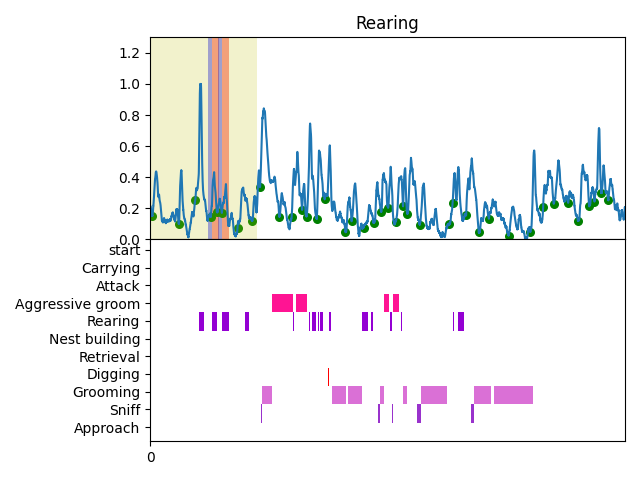 Rearing
1.2
1.0
0.8
0.6
0.4
0.2
0.0
start
Carrying
Attack
Aggressive groom
Rearing
Nest building
Retrieval
Digging
Grooming
Sniff
Approach
0